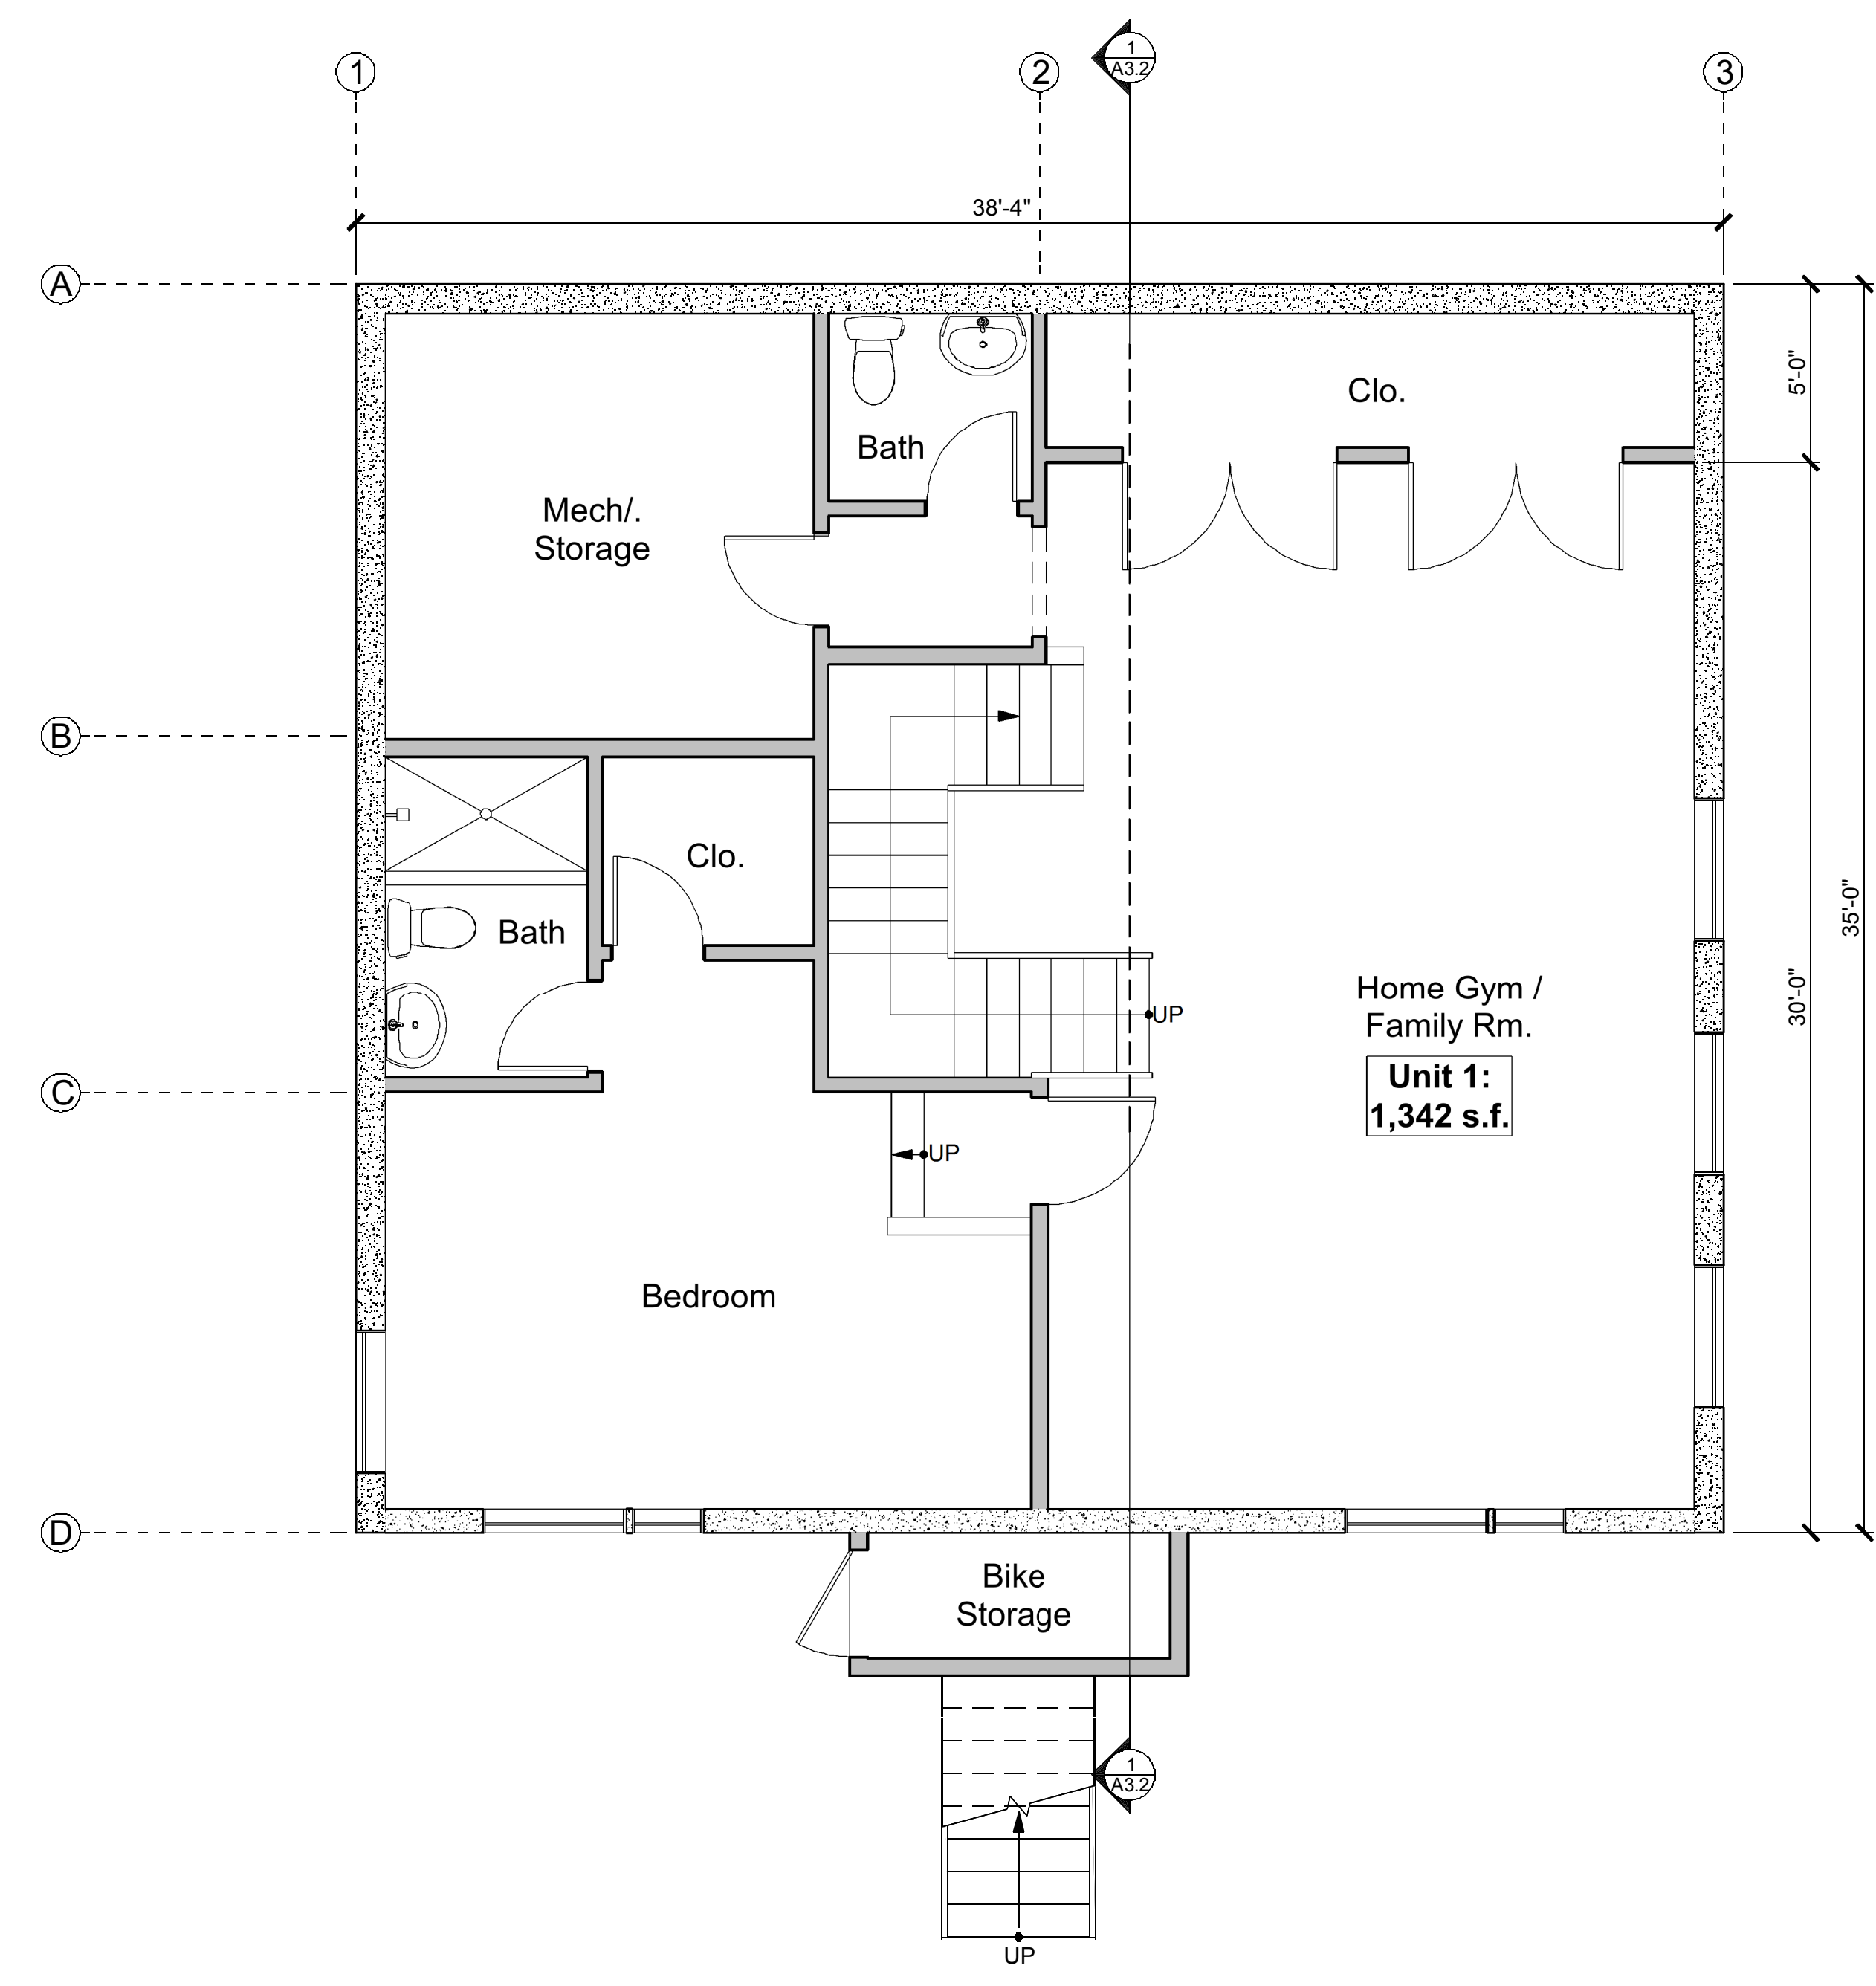 1
2
1
A3.2
3
38'-4"
A
5'-0"
Clo.
Bath
Mech/.
Storage
B
Clo.
Bath
35'-0"
30'-0"
Home Gym /
Family Rm.
UP
Unit 1:
1,342 s.f.
C
UP
Bedroom
D
Bike
Storage
1
A3.2
UP